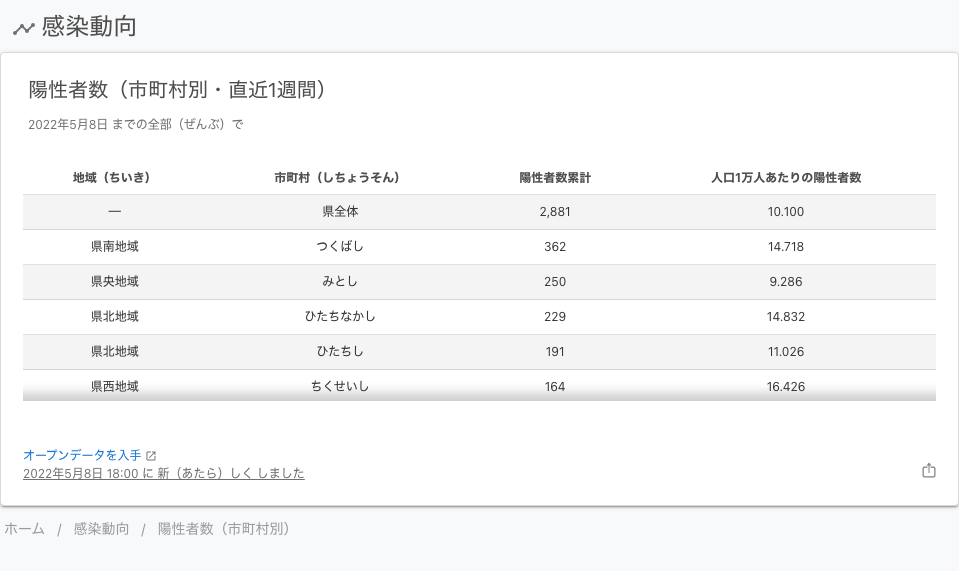 感染動向
陽性者数（市町村別・直近1週間）
2022年5月8日 までの全部（ぜんぶ）で
地域（ちいき） 市町村（しちょうそん） 陽性者数累計 人口1万人あたりの陽性者数
— 県全体 2,881 10.100
県南地域 つくばし 362 14.718
県央地域 みとし 250 9.286
県北地域 ひたちなかし 229 14.832
県北地域 ひたちし 191 11.026
県西地域 ちくせいし 164 16.426
オープンデータを入手
2022年5月8日 18:00 に 新（あたら）しく しました
ホーム / 感染動向 / 陽性者数（市町村別）